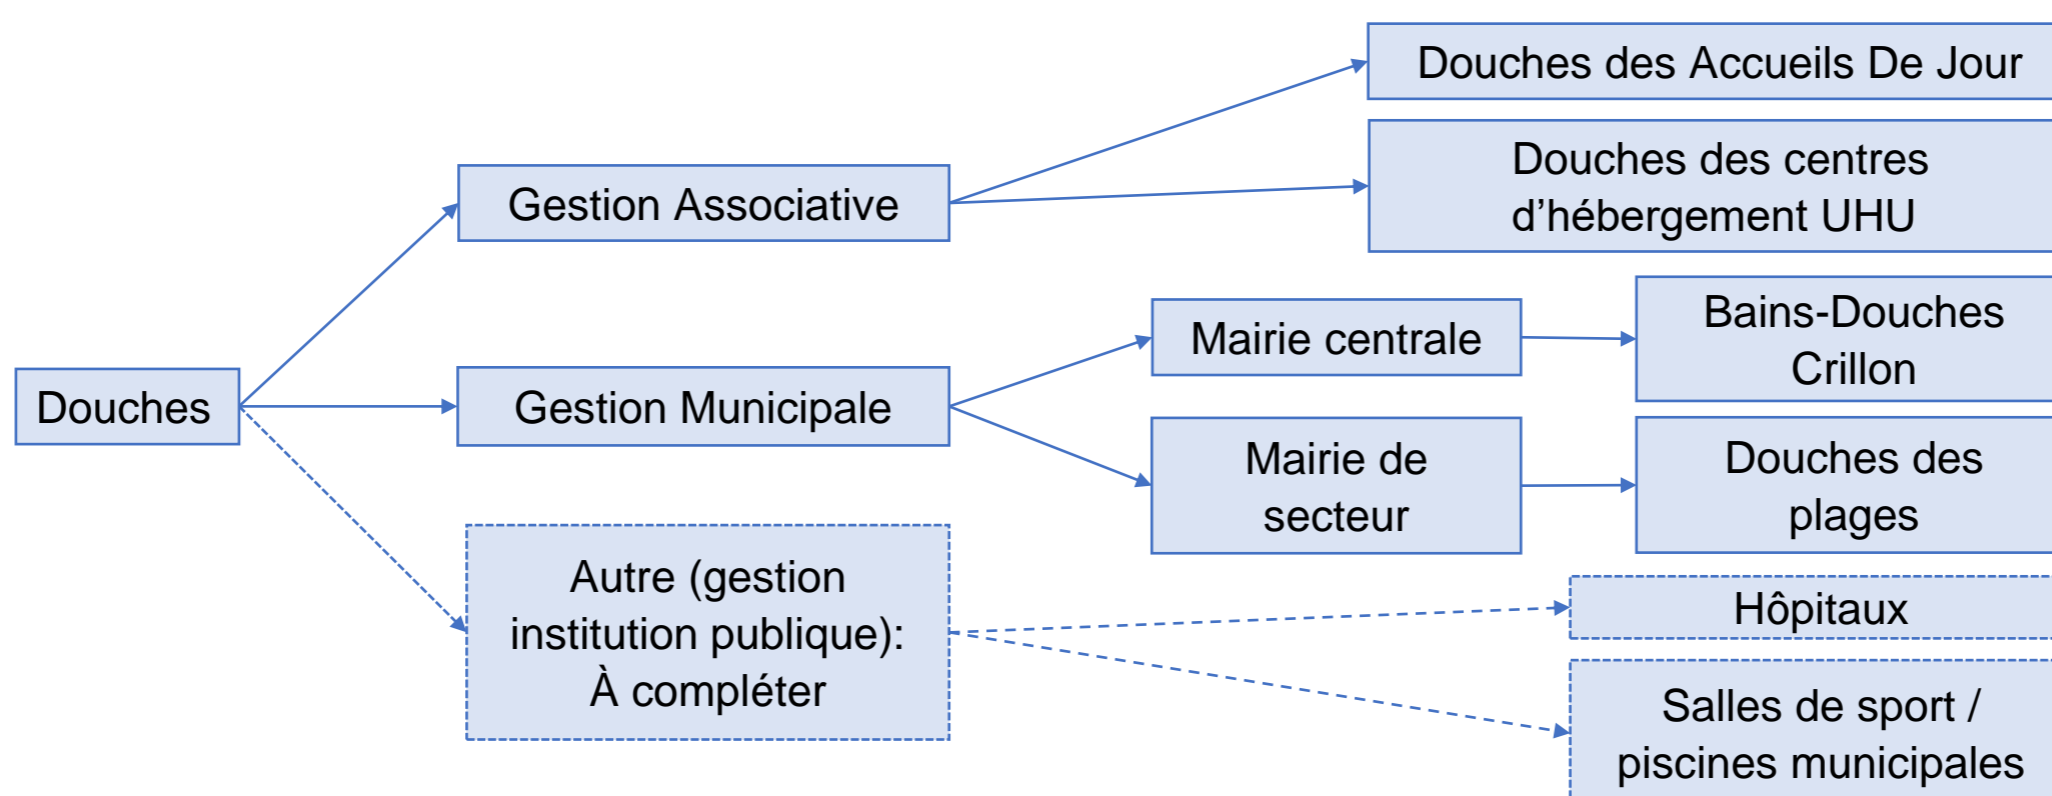 Douches
Gestion Associative
Douches des Accueils De Jour
Douches des centres
d’hébergement UHU
Gestion Municipale
Mairie centrale
Bains-Douches
Crillon
Mairie de
secteur
Douches des
plages
Autre (gestion
institution publique):
À compléter
Hôpitaux
Salles de sport /
piscines municipales